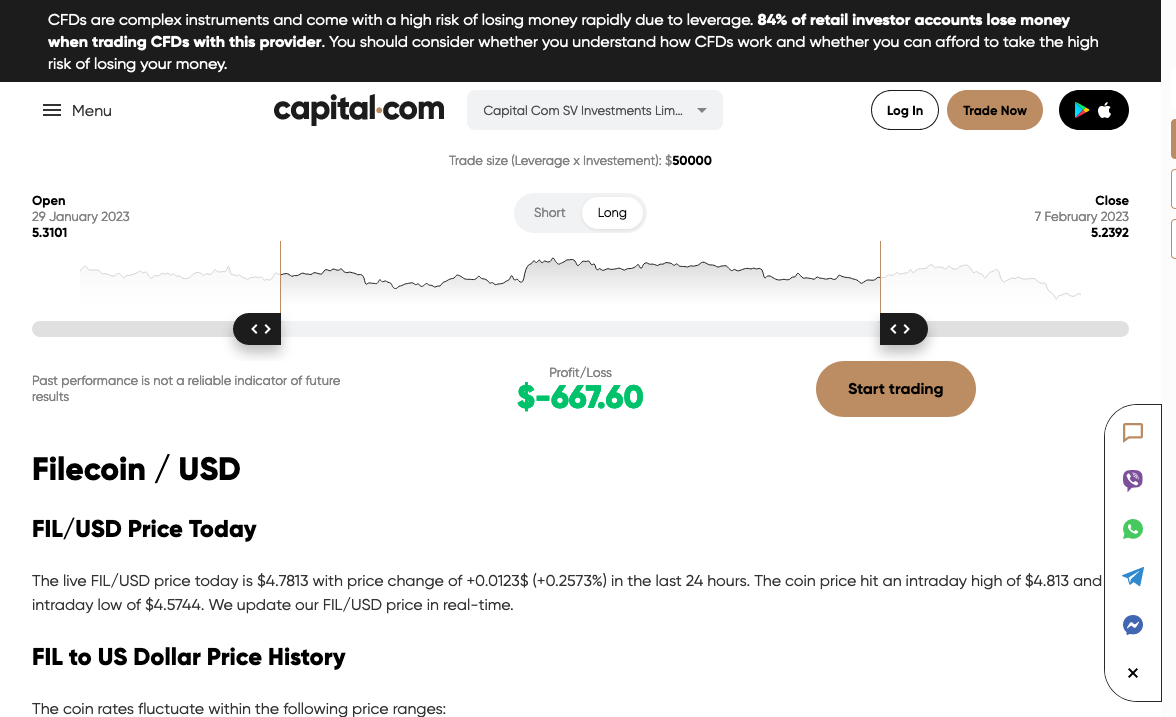 CFDs are complex instruments and come with a high risk of losing money rapidly due to leverage. 84% of retail investor accounts lose money
when trading CFDs with this provider. You should consider whether you understand how CFDs work and whether you can afford to take the high
risk of losing your money.
Menu
capital.com
Capital Com SV Investments Lim...
Log In
Trade Now
Trade size (Leverage x Investement): $50000
Open
29 January 2023
5.3101
Short
Long
Close
7 February 2023
5.2392
Past performance is not a reliable indicator of future
results
Profit/Loss
$-667.60
Start trading
Filecoin / USD
FIL/USD Price Today
The live FIL/USD price today is $4.7813 with price change of +0.0123$ (+0.2573%) in the last 24 hours. The coin price hit an intraday high of $4.813 and
intraday low of $4.5744. We update our FIL/USD price in real-time.
FIL to US Dollar Price History
The coin rates fluctuate within the following price ranges: